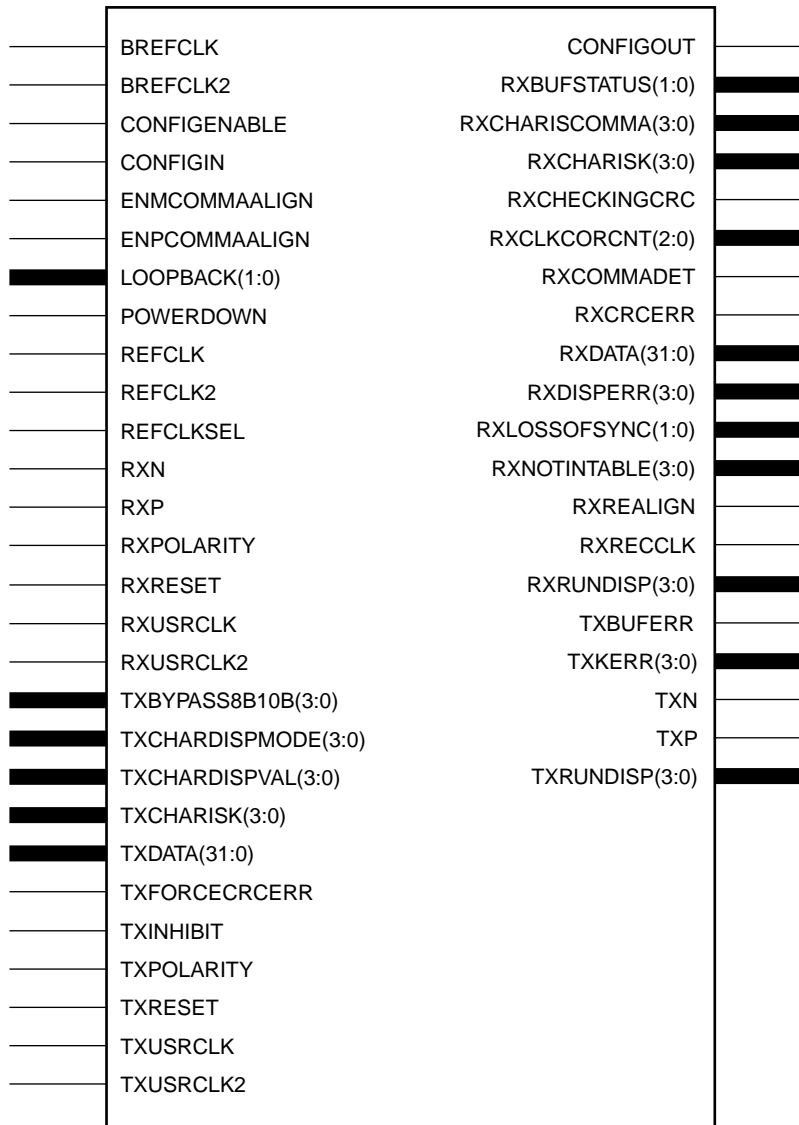 BREFCLK
BREFCLK2
CONFIGENABLE
CONFIGIN
ENMCOMMAALIGN
ENPCOMMAALIGN
LOOPBACK(1:0)
POWERDOWN
REFCLK
REFCLK2
REFCLKSEL
RXN
RXP
RXPOLARITY
RXRESET
RXUSRCLK
RXUSRCLK2
TXBYPASS8B10B(3:0)
TXCHARDISPMODE(3:0)
TXCHARDISPVAL(3:0)
TXCHARISK(3:0)
TXDATA(31:0)
TXFORCECRCERR
TXINHIBIT
TXPOLARITY
TXRESET
TXUSRCLK
TXUSRCLK2
CONFIGOUT
RXBUFSTATUS(1:0)
RXCHARISCOMMA(3:0)
RXCHARISK(3:0)
RXCHECKINGCRC
RXCLKCORCNT(2:0)
RXCOMMADET
RXCRCERR
RXDATA(31:0)
RXDISPERR(3:0)
RXLOSSOFSYNC(1:0)
RXNOTINTABLE(3:0)
RXREALIGN
RXRECCLK
RXRUNDISP(3:0)
TXBUFERR
TXKERR(3:0)
TXN
TXP
TXRUNDISP(3:0)